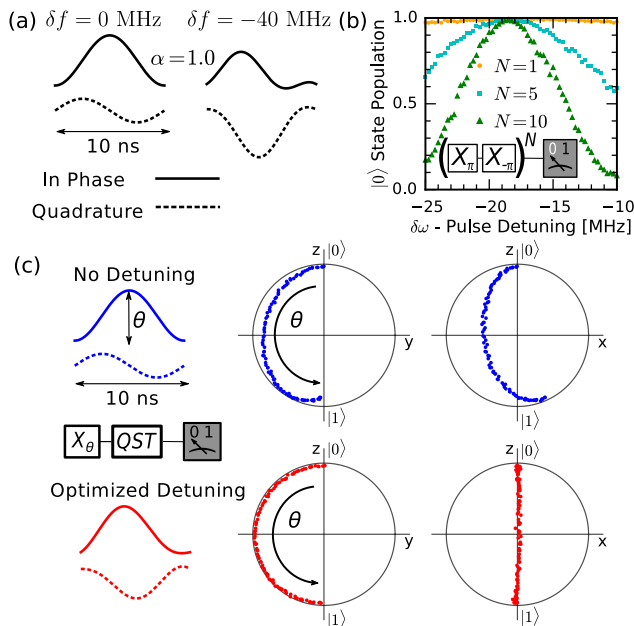 (a)
δf = 0 MHz
δf = −40 MHz
α=1.0
10 ns
In Phase
Quadrature
(b)
|0⟩ State Population
1.0
0.5
0.0
N=1
N=5
N=10
(X_π X_-π)^N
0 1
−25
−20
−15
−10
δω - Pulse Detuning [MHz]
(c)
No Detuning
θ
10 ns
X_θ QST 0 1
Optimized Detuning
z |0⟩
θ
y
|1⟩
z |0⟩
x
|1⟩
z |0⟩
θ
y
|1⟩
z |0⟩
x
|1⟩